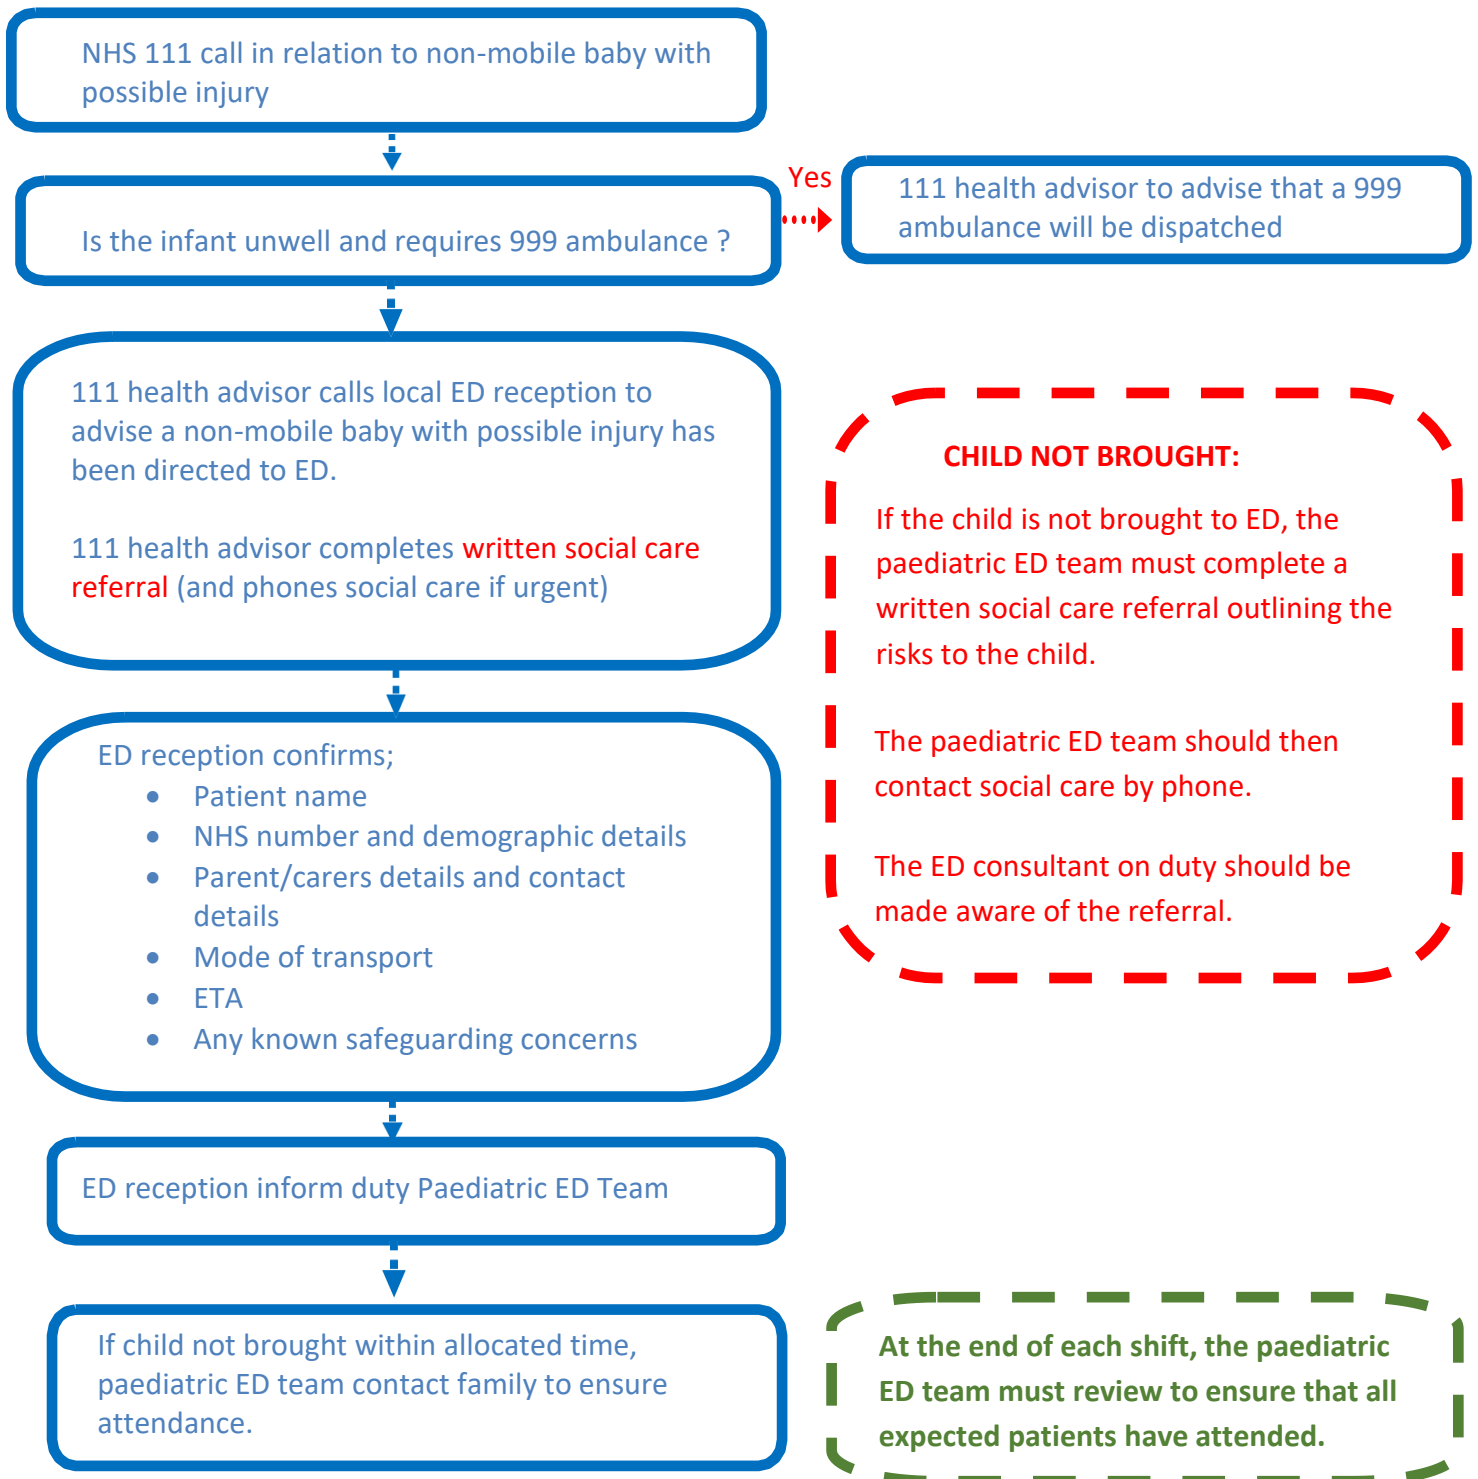 NHS 111 call in relation to non-mobile baby with
possible injury
Is the infant unwell and requires 999 ambulance ?
Yes
111 health advisor to advise that a 999
ambulance will be dispatched
111 health advisor calls local ED reception to
advise a non-mobile baby with possible injury has
been directed to ED.
111 health advisor completes written social care
referral (and phones social care if urgent)
ED reception confirms;
• Patient name
• NHS number and demographic details
• Parent/carers details and contact
details
• Mode of transport
• ETA
• Any known safeguarding concerns
ED reception inform duty Paediatric ED Team
If child not brought within allocated time,
paediatric ED team contact family to ensure
attendance.
CHILD NOT BROUGHT:
If the child is not brought to ED, the
paediatric ED team must complete a
written social care referral outlining the
risks to the child.
The paediatric ED team should then
contact social care by phone.
The ED consultant on duty should be
made aware of the referral.
At the end of each shift, the paediatric
ED team must review to ensure that all
expected patients have attended.